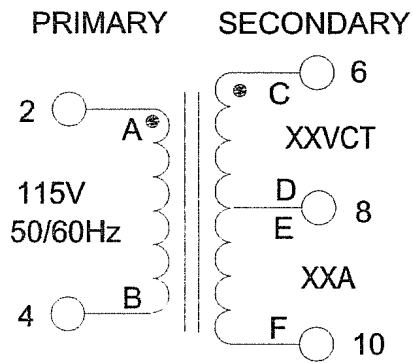 PRIMARY SECONDARY
2
A
115V
50/60Hz
4
B
6
C
XXVCT
D
8
E
XXA
F
10